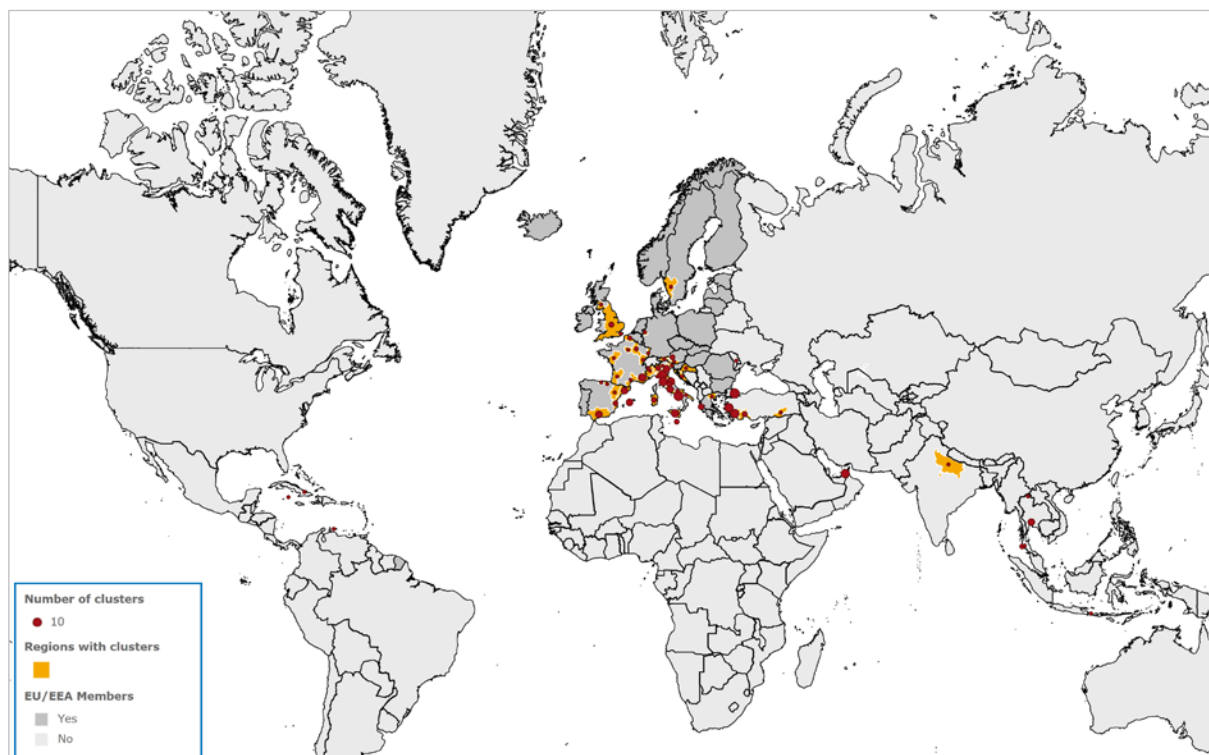 Number of clusters
10
Regions with clusters
EU/EEA Members
Yes
No